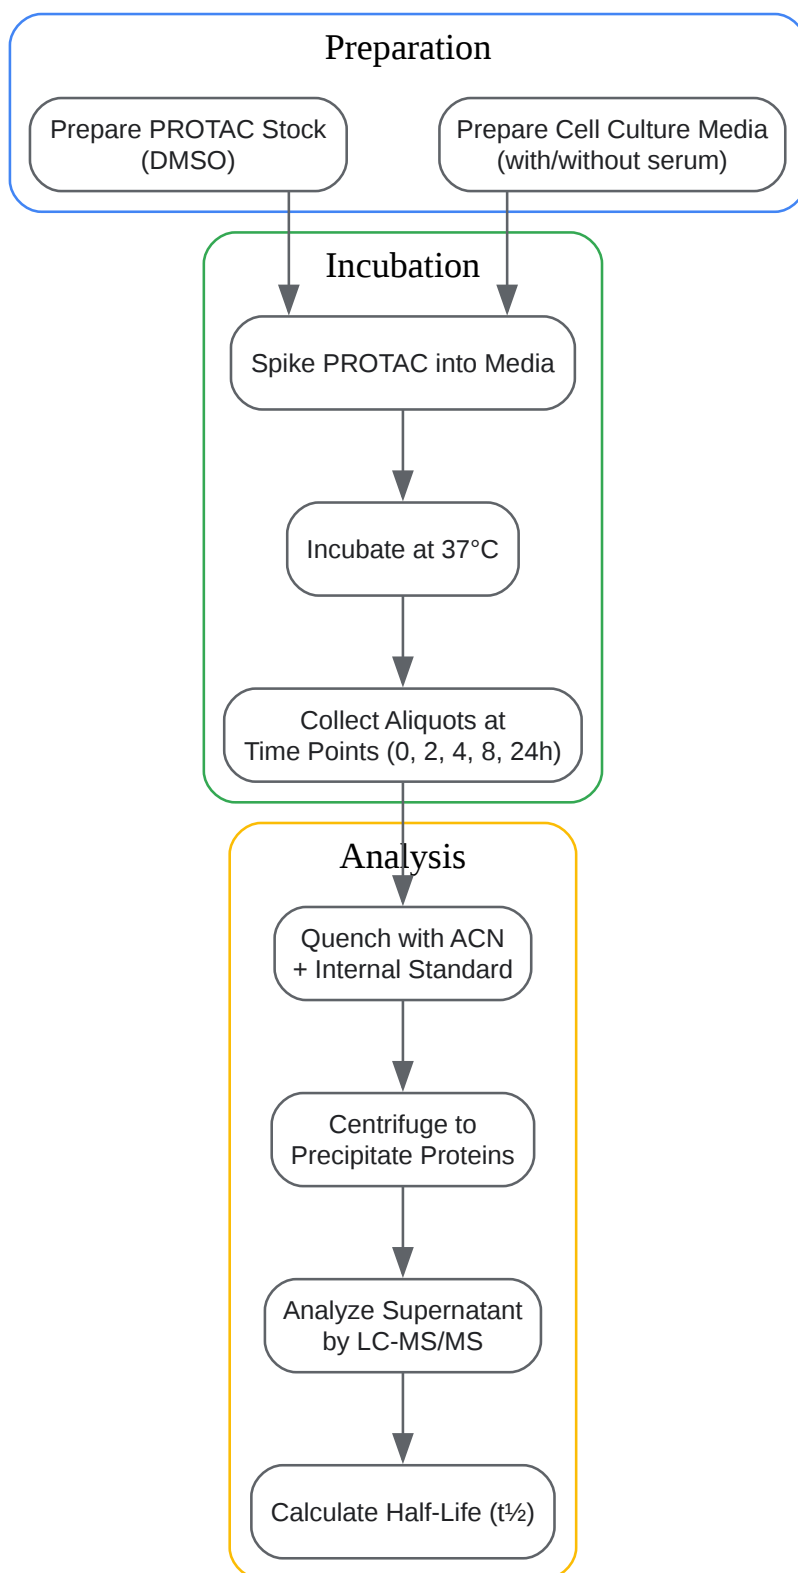 Preparation
Prepare PROTAC Stock
(DMSO)
Prepare Cell Culture Media
(with/without serum)
Incubation
Spike PROTAC into Media
Incubate at 37°C
Collect Aliquots at
Time Points (0, 2, 4, 8, 24h)
Analysis
Quench with ACN
+ Internal Standard
Centrifuge to
Precipitate Proteins
Analyze Supernatant
by LC-MS/MS
Calculate Half-Life (t½)